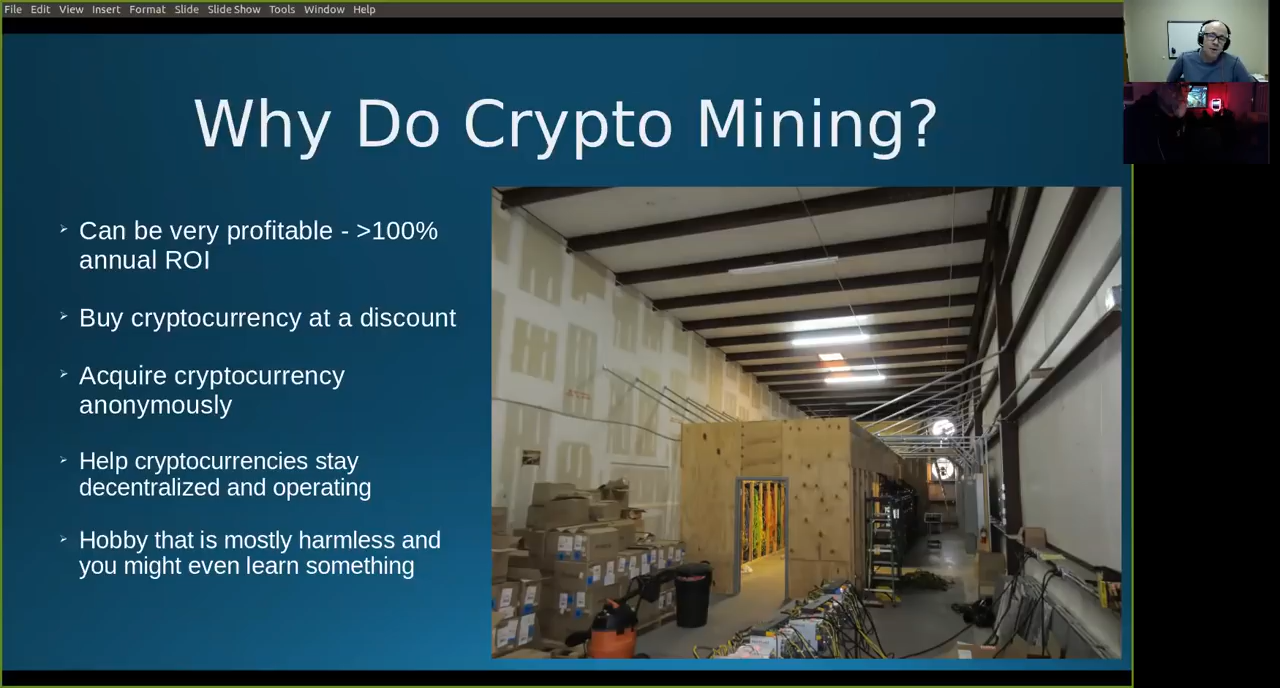 File Edit View Insert Format Slide Slide Show Tools Window Help
Why Do Crypto Mining?
Can be very profitable - >100%
annual ROI
Buy cryptocurrency at a discount
Acquire cryptocurrency
anonymously
Help cryptocurrencies stay
decentralized and operating
Hobby that is mostly harmless and
you might even learn something